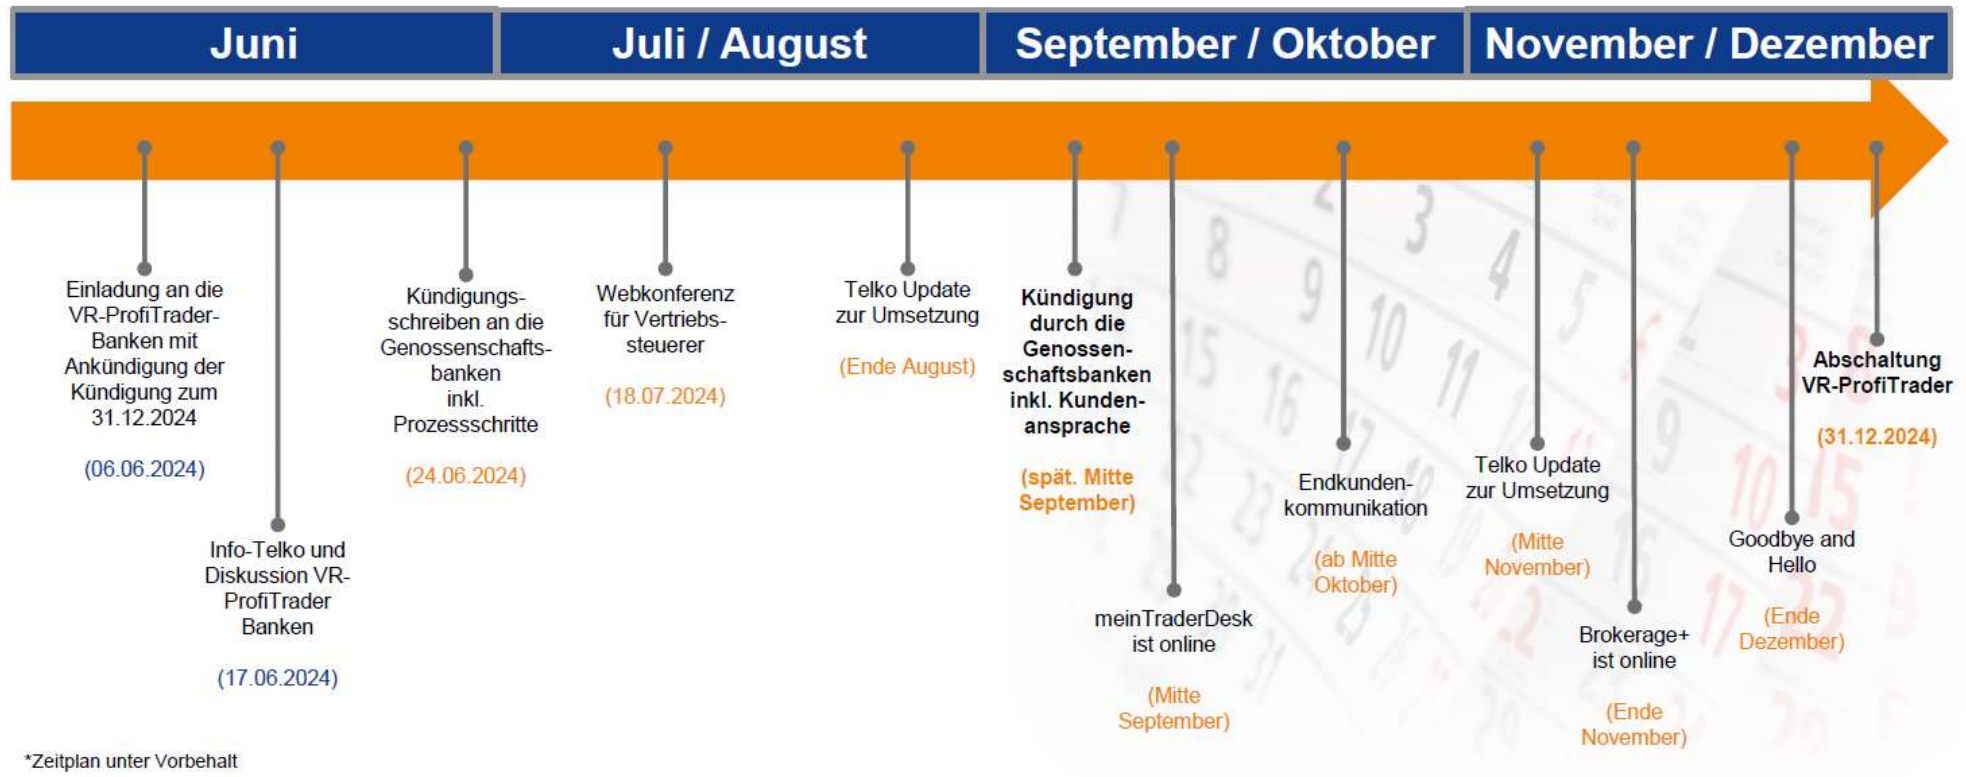 Juni
Juli / August
September / Oktober
November / Dezember
Einladung an die
VR-ProfiTrader-
Banken mit
Ankündigung der
Kündigung zum
31.12.2024
(06.06.2024)
Info-Telko und
Diskussion VR-
ProfiTrader
Banken
(17.06.2024)
Kündigungs-
schreiben an die
Genossenschafts-
banken
inkl.
Prozessschritte
(24.06.2024)
Webkonferenz
für Vertriebs-
steuerer
(18.07.2024)
Telko Update
zur Umsetzung
(Ende August)
Kündigung
durch die
Genossen-
schaftsbanken
inkl. Kunden-
ansprache
(spät. Mitte
September)
meinTraderDesk
ist online
(Mitte
September)
Endkunden-
kommunikation
(ab Mitte
Oktober)
Telko Update
zur Umsetzung
(Mitte
November)
Brokerage+
ist online
(Ende
November)
Goodbye and
Hello
(Ende
Dezember)
Abschaltung
VR-ProfiTrader
(31.12.2024)
*Zeitplan unter Vorbehalt